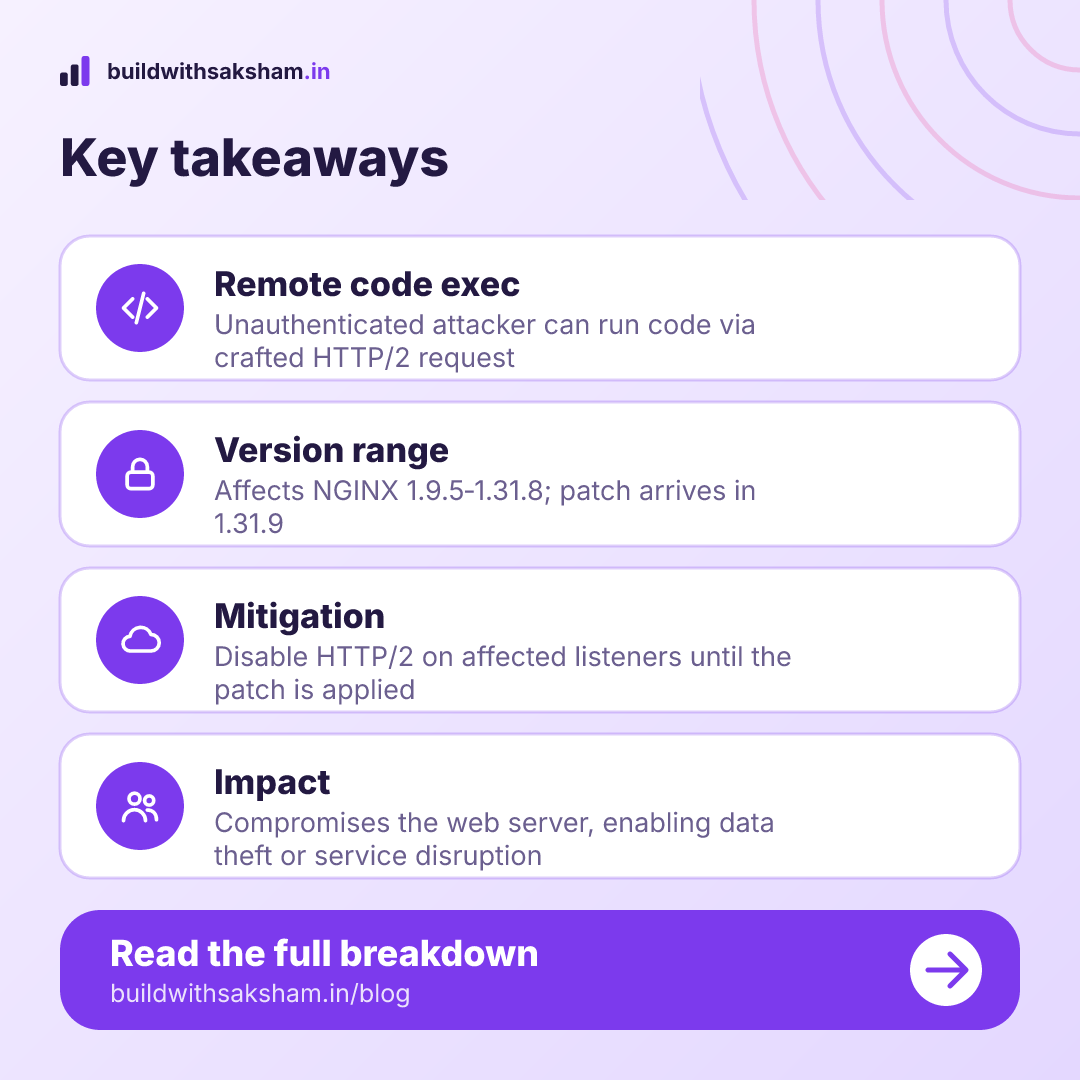 buildwithsaksham.in
Key takeaways
Remote code exec
Unauthenticated attacker can run code via
crafted HTTP/2 request
Version range
Affects NGINX 1.9.5-1.31.8; patch arrives in
1.31.9
Mitigation
Disable HTTP/2 on affected listeners until the
patch is applied
Impact
Compromises the web server, enabling data
theft or service disruption
Read the full breakdown
buildwithsaksham.in/blog